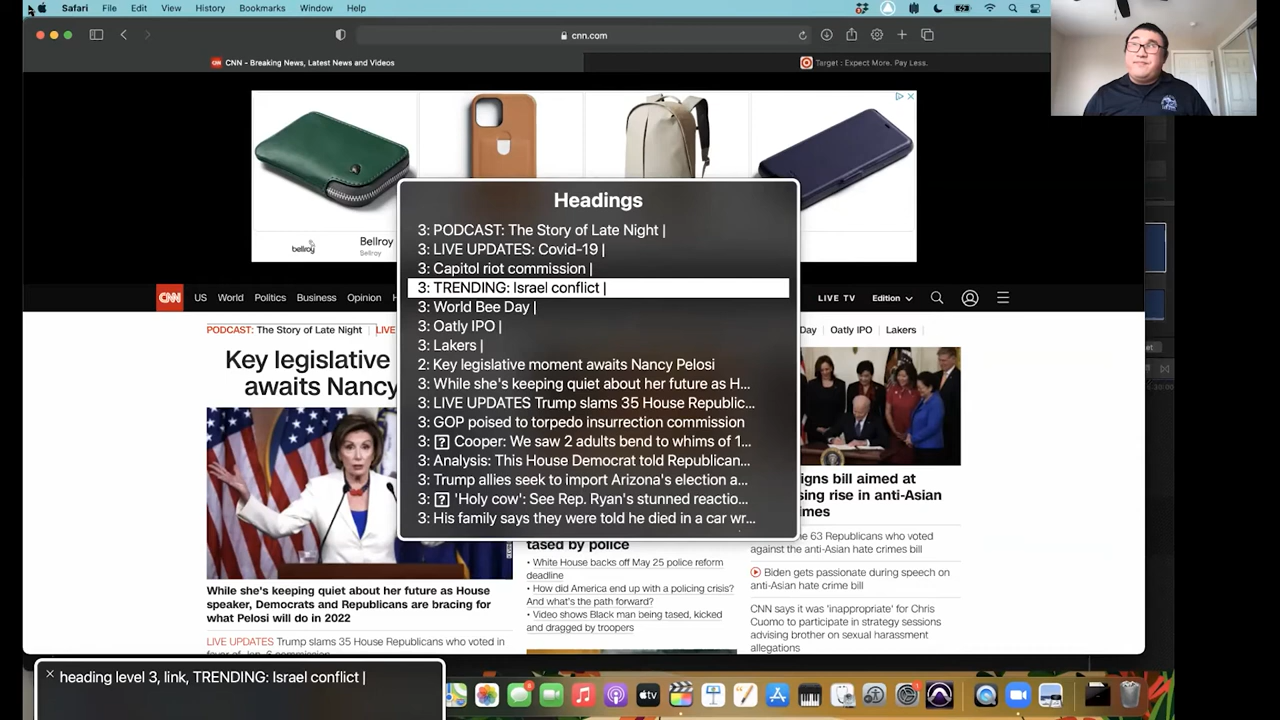 Safari File Edit View History Bookmarks Window Help
cnn.com
CNN - Breaking News, Latest News and Videos
Target : Expect More. Pay Less.
bellroy
Bellroy
Bellroy
Headings
3: PODCAST: The Story of Late Night |
3: LIVE UPDATES: Covid-19 |
3: Capitol riot commission |
3: TRENDING: Israel conflict |
3: World Bee Day |
3: Oatly IPO |
3: Lakers |
2: Key legislative moment awaits Nancy Pelosi
3: While she's keeping quiet about her future as H...
3: LIVE UPDATES Trump slams 35 House Republic...
3: GOP poised to torpedo insurrection commission
3: ? Cooper: We saw 2 adults bend to whims of 1...
3: Analysis: This House Democrat told Republican...
3: Trump allies seek to import Arizona's election a...
3: ? 'Holy cow': See Rep. Ryan's stunned reactio...
3: His family says they were told he died in a car wr...
CNN US World Politics Business Opinion H
LIVE TV Edition
PODCAST: The Story of Late Night LIVE
Day Oatly IPO Lakers
Key legislative
awaits Nancy
While she's keeping quiet about her future as House
speaker, Democrats and Republicans are bracing for
what Pelosi will do in 2022
LIVE UPDATES Trump slams 35 House Republicans who voted in
favor of Jan. 6 commission
tased by police
• White House backs off May 25 police reform
deadline
• How did America end up with a policing crisis?
And what's the path forward?
• Video shows Black man being tased, kicked
and dragged by troopers
igns bill aimed at
sing rise in anti-Asian
imes
he 63 Republicans who voted
against the anti-Asian hate crimes bill
Biden gets passionate during speech on
anti-Asian hate crime bill
CNN says it was 'inappropriate' for Chris
Cuomo to participate in strategy sessions
advising brother on sexual harassment
allegations
heading level 3, link, TRENDING: Israel conflict |
tv
30:00